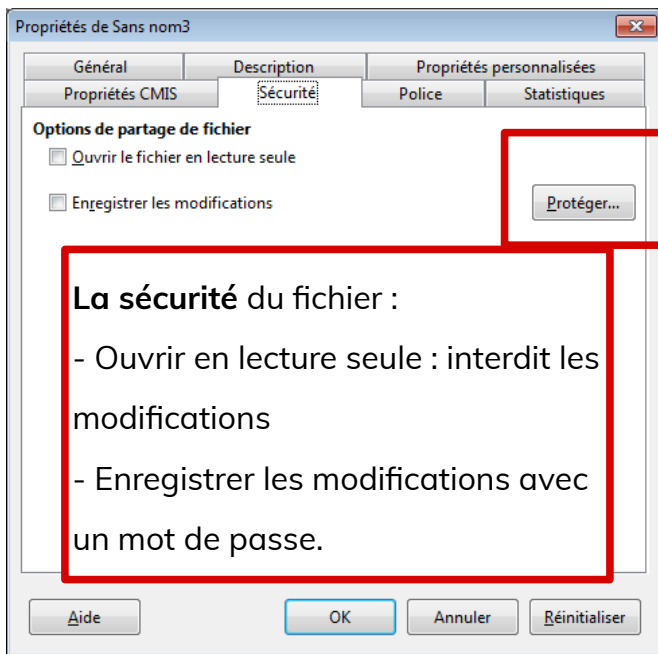 Propriétés de Sans nom3
Général Description Propriétés personnalisées
Propriétés CMIS Sécurité Police Statistiques
Options de partage de fichier
Ouvrir le fichier en lecture seule
Enregistrer les modifications Protéger...
La sécurité du fichier :
- Ouvrir en lecture seule : interdit les
modifications
- Enregistrer les modifications avec
un mot de passe.
Aide OK Annuler Réinitialiser